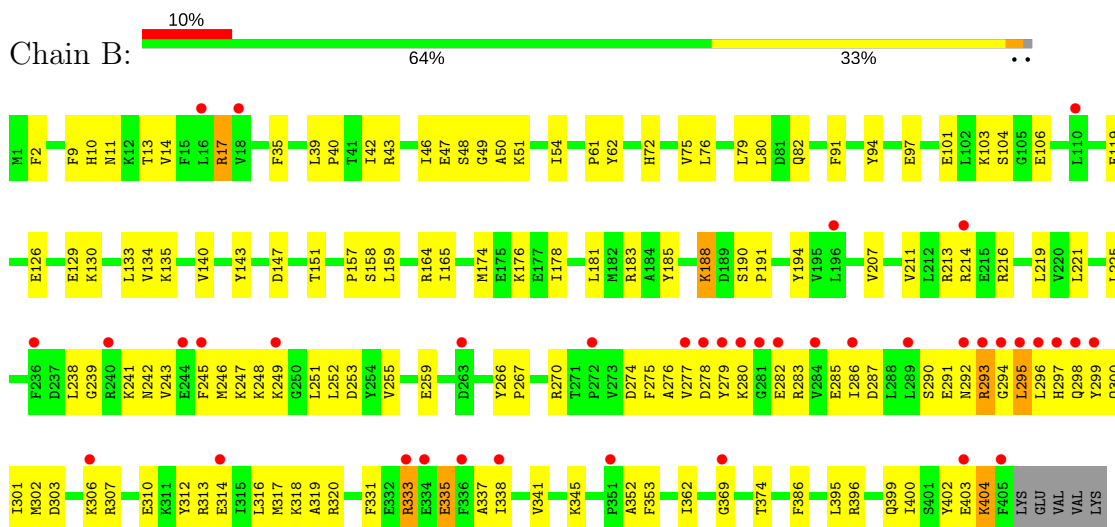 10%
Chain B:
64% 33% • •
M1 F2 F9 H10 N11 K12 T13 V14 F15 L16 R17 V18 F35 L39 P40 T41 I42 R43 I46 E47 S48 G49 A50 K51 I54 P61 Y62 H72 V75 L76 L79 L80 D81 Q82 F91 Y94 E97 E101 L102 K103 S104 G105 E106 L110
E126 E129 K130 L133 V134 K135 V140 Y143 D147 T151 P157 S158 L159 R164 I165 M174 E175 K176 E177 I178 L181 M182 R183 A184 Y185 K188 D189 S190 P191 Y194 V195 L196 V207 V211 L212 R213 R214 E215 R216 L219 V220 L221
F236 D237 L238 G239 R240 K241 N242 V243 E244 F245 M246 K247 K248 K249 G250 L251 L252 D253 Y254 V255 E259 D263 Y266 P267 R270 T271 P272 V273 D274 F275 A276 V277 D278 Y279 K280 G281 E282 R283 V284 E285 I286 D287 L288 L289 S290 E291 N292 R293 G294 L295 L296 H297 Q298 Y299
I301 M302 D303 K306 R307 E310 K311 Y312 R313 E314 I315 L316 M317 K318 A319 R320 F331 E332 R333 E334 E335 F336 A337 I338 V341 K345 P351 A352 F353 I362 G369 T374 F386 L395 R396 Q399 I400 S401 Y402 E403 K404 F405 LYS GLU VAL VAL LYS